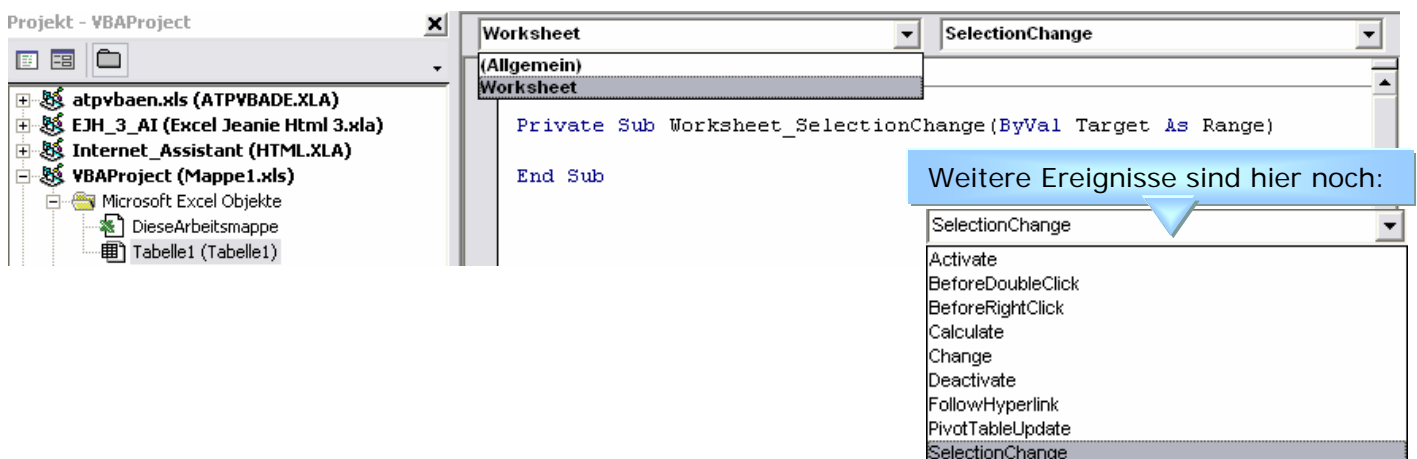 Projekt - VBAProject
Worksheet
SelectionChange
(Allgemein)
Worksheet
atpvbaen.xls (ATPVBADE.XLA)
EJH_3_AI (Excel Jeanie Html 3.xla)
Internet_Assistant (HTML.XLA)
VBAProject (Mappe1.xls)
Microsoft Excel Objekte
DieseArbeitsmappe
Tabelle1 (Tabelle1)
Private Sub Worksheet_SelectionChange(ByVal Target As Range)
End Sub
Weitere Ereignisse sind hier noch:
SelectionChange
Activate
BeforeDoubleClick
BeforeRightClick
Calculate
Change
Deactivate
FollowHyperlink
PivotTableUpdate
SelectionChange